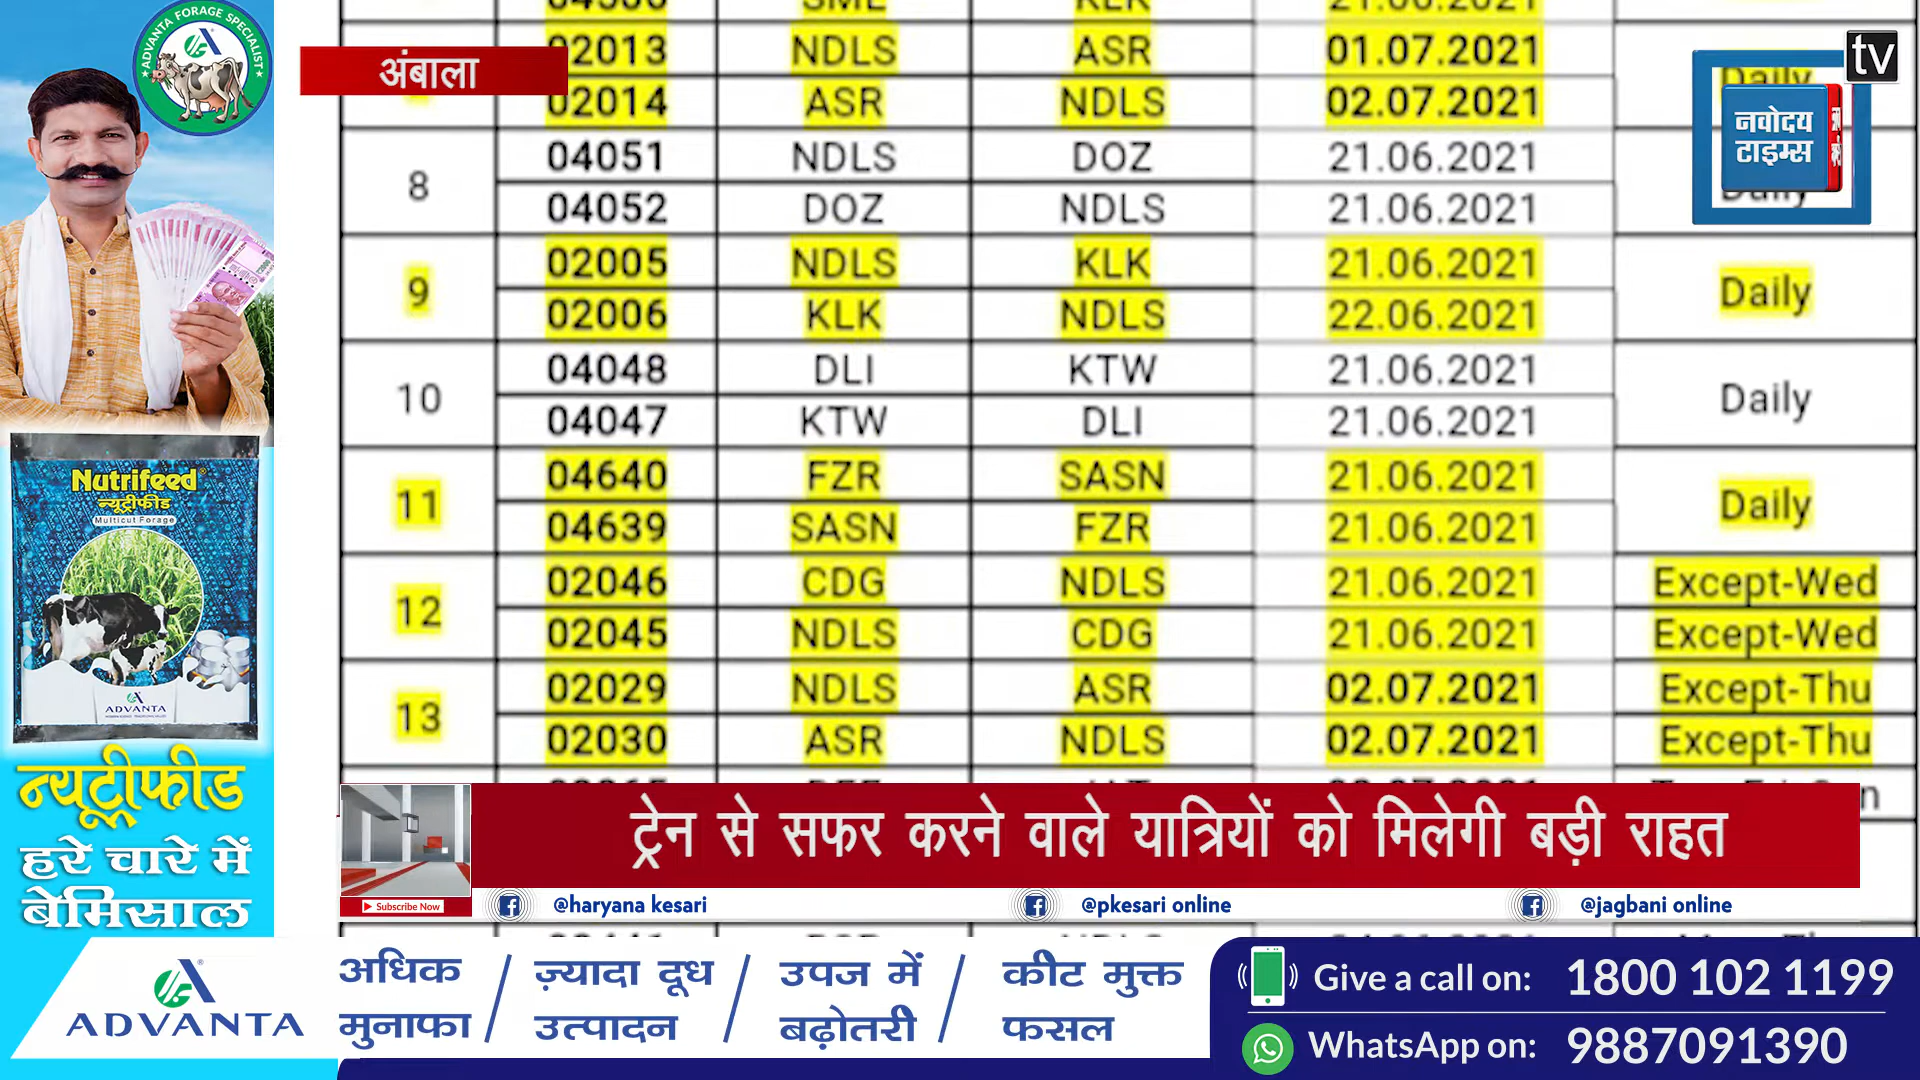 ADVANTA FORAGE SPECIALIST
अंबाला
tv
नवोदय
टाइम्स
02013 NDLS ASR 01.07.2021 Daily
02014 ASR NDLS 02.07.2021
8 04051 NDLS DOZ 21.06.2021 Daily
04052 DOZ NDLS 21.06.2021
9 02005 NDLS KLK 21.06.2021 Daily
02006 KLK NDLS 22.06.2021
10 04048 DLI KTW 21.06.2021 Daily
04047 KTW DLI 21.06.2021
11 04640 FZR SASN 21.06.2021 Daily
04639 SASN FZR 21.06.2021
12 02046 CDG NDLS 21.06.2021 Except-Wed
02045 NDLS CDG 21.06.2021 Except-Wed
13 02029 NDLS ASR 02.07.2021 Except-Thu
02030 ASR NDLS 02.07.2021 Except-Thu
Nutrifeed®
न्यूट्रीफीड
Multicut Forage
ADVANTA
न्यूट्रीफीड
हरे चारे में
बेमिसाल
ट्रेन से सफर करने वाले यात्रियों को मिलेगी बड़ी राहत
Subscribe Now
@haryana kesari @pkesari online @jagbani online
ADVANTA
अधिक मुनाफा / ज़्यादा दूध उत्पादन / उपज में बढ़ोतरी / कीट मुक्त फसल
Give a call on: 1800 102 1199
WhatsApp on: 9887091390